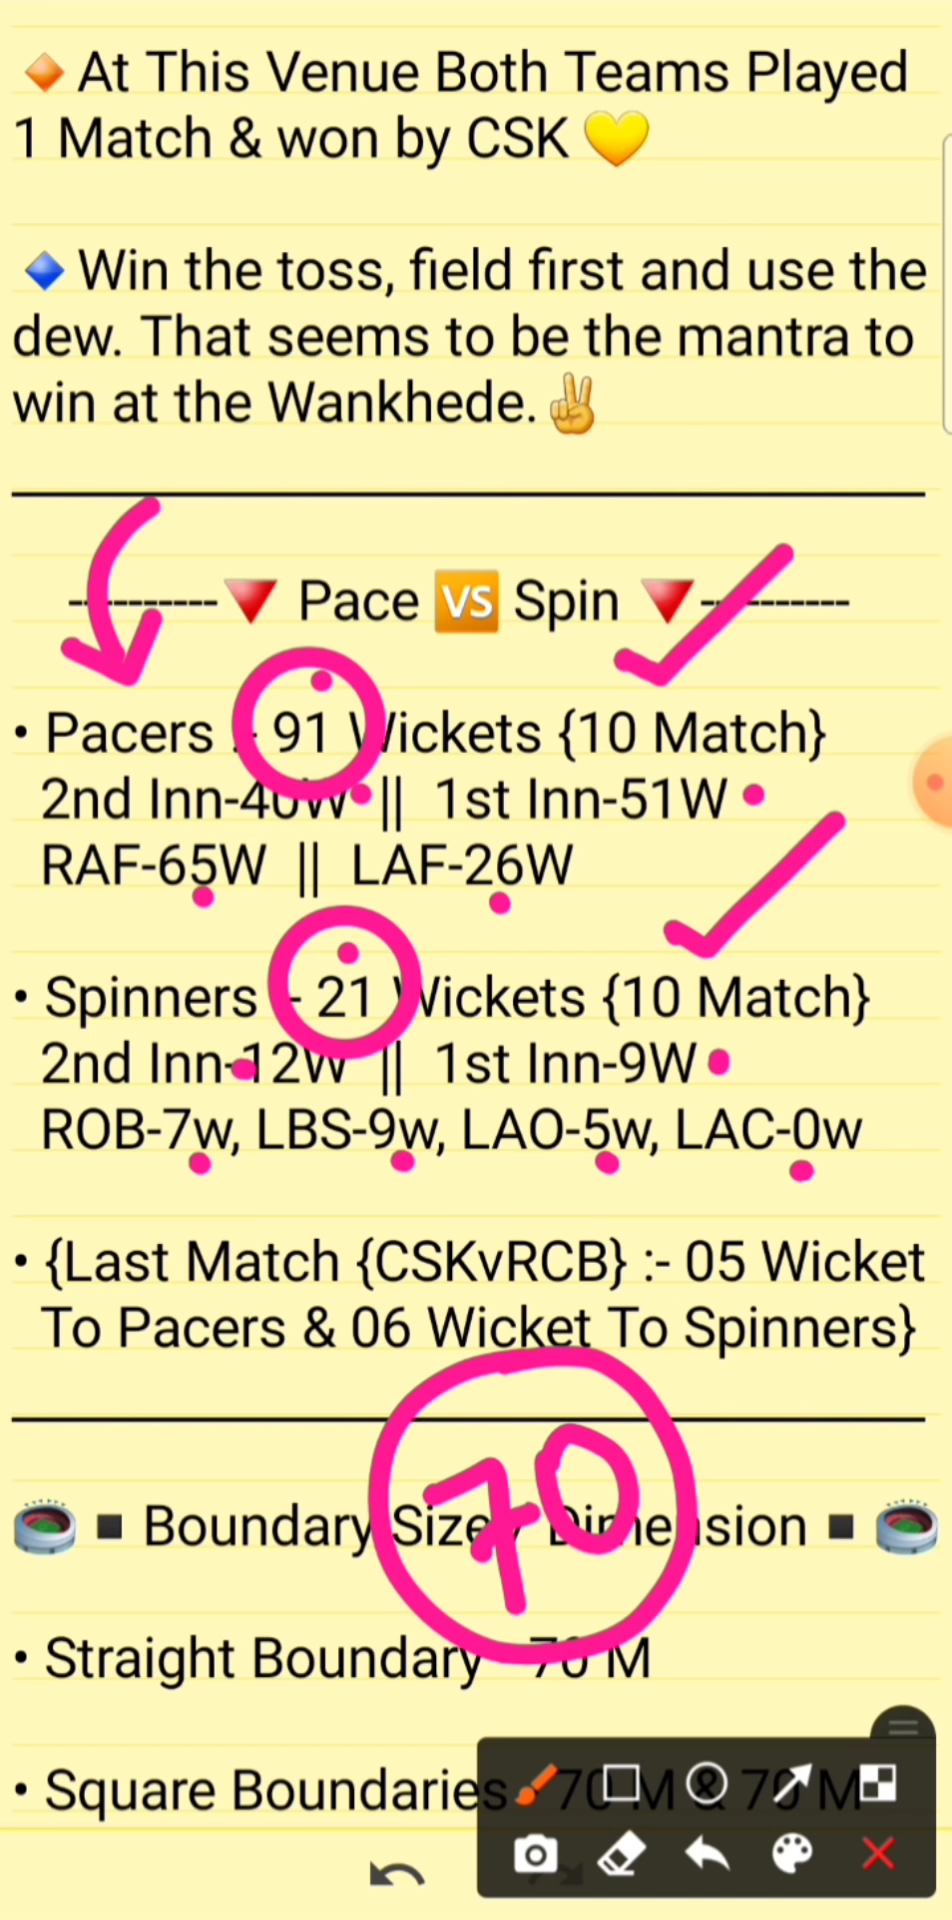 🔸At This Venue Both Teams Played
1 Match & won by CSK 💛
🔹Win the toss, field first and use the
dew. That seems to be the mantra to
win at the Wankhede.✌
-----------🔻 Pace 🆚 Spin 🔻-----------
• Pacers :- 91 Wickets {10 Match}
2nd Inn-40W || 1st Inn-51W
RAF-65W || LAF-26W
• Spinners - 21 Wickets {10 Match}
2nd Inn-12W || 1st Inn-9W
ROB-7w, LBS-9w, LAO-5w, LAC-0w
• {Last Match {CSKvRCB} :- 05 Wicket
To Pacers & 06 Wicket To Spinners}
70
🏟️▪️Boundary Size / Dimension▪️🏟️
• Straight Boundary - 70 M
• Square Boundaries - 70 M & 70 M